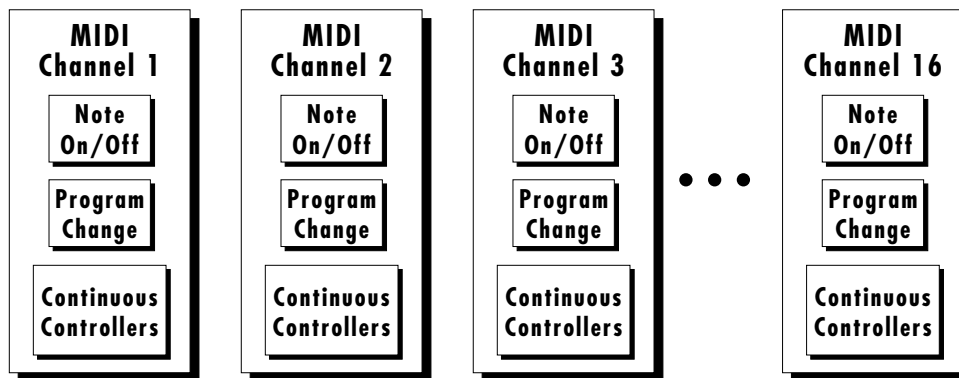 MIDI
Channel 1
Note
On/Off
Program
Change
Continuous
Controllers
MIDI
Channel 2
Note
On/Off
Program
Change
Continuous
Controllers
MIDI
Channel 3
Note
On/Off
Program
Change
Continuous
Controllers
MIDI
Channel 16
Note
On/Off
Program
Change
Continuous
Controllers